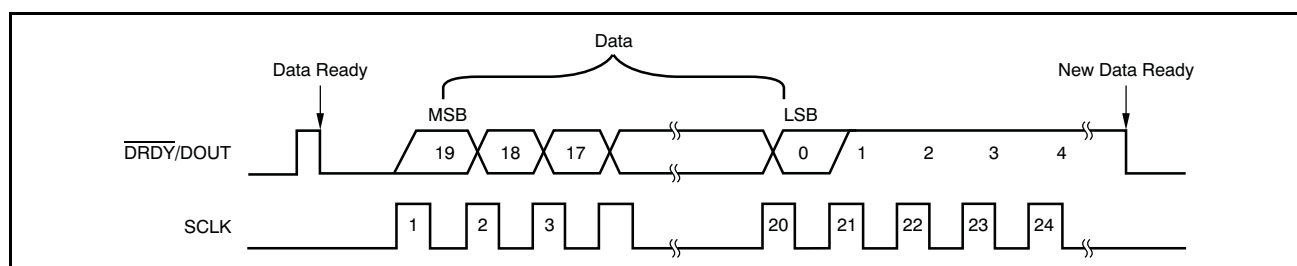 Data
Data Ready
New Data Ready
MSB
LSB
DRDY/DOUT
19 18 17 0 1 2 3 4
SCLK
1 2 3 20 21 22 23 24